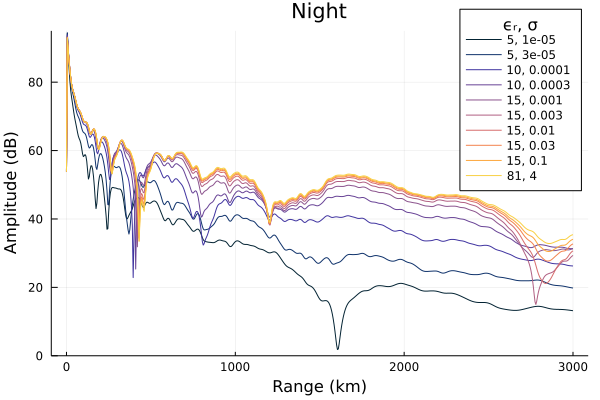 Night
ϵᵣ, σ
5, 1e-05
5, 3e-05
10, 0.0001
10, 0.0003
15, 0.001
15, 0.003
15, 0.01
15, 0.03
15, 0.1
81, 4
Amplitude (dB)
80
60
40
20
0
0 1000 2000 3000
Range (km)